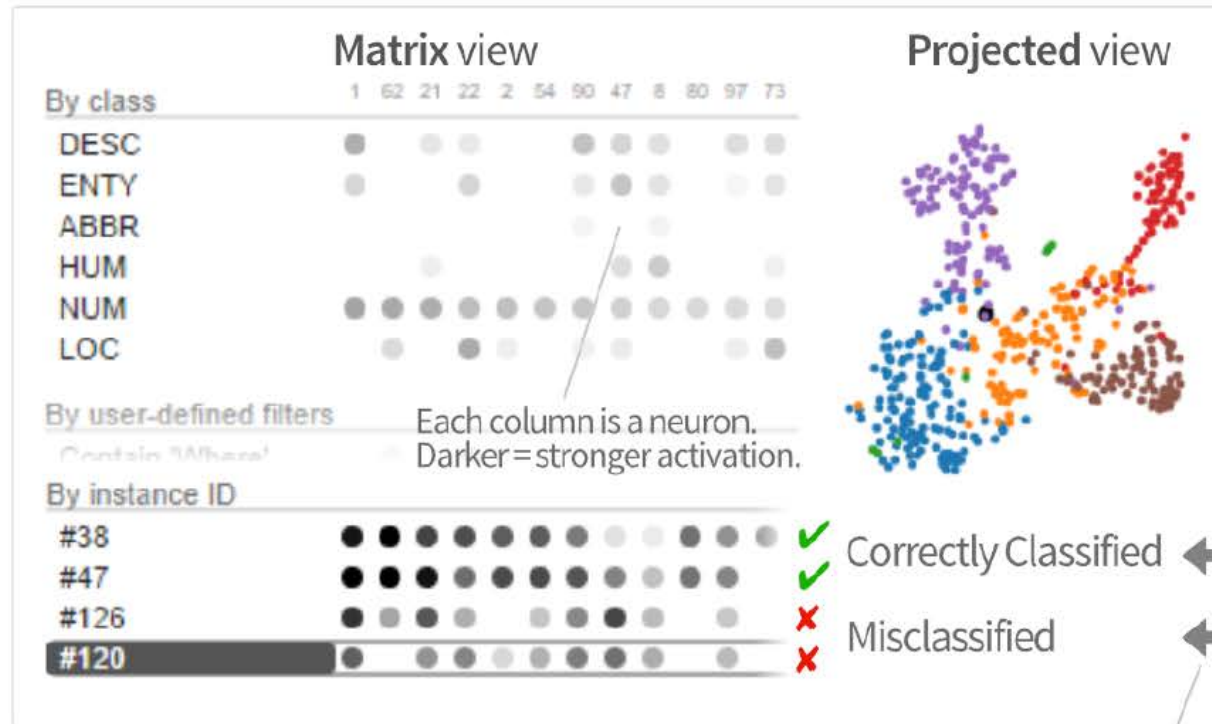 Matrix view
Projected view
By class 1 62 21 22 2 54 90 47 8 80 97 73
DESC
ENTY
ABBR
HUM
NUM
LOC
By user-defined filters
Contain 'Where'
Each column is a neuron.
Darker = stronger activation.
By instance ID
#38
#47
Correctly Classified
#126
Misclassified
#120